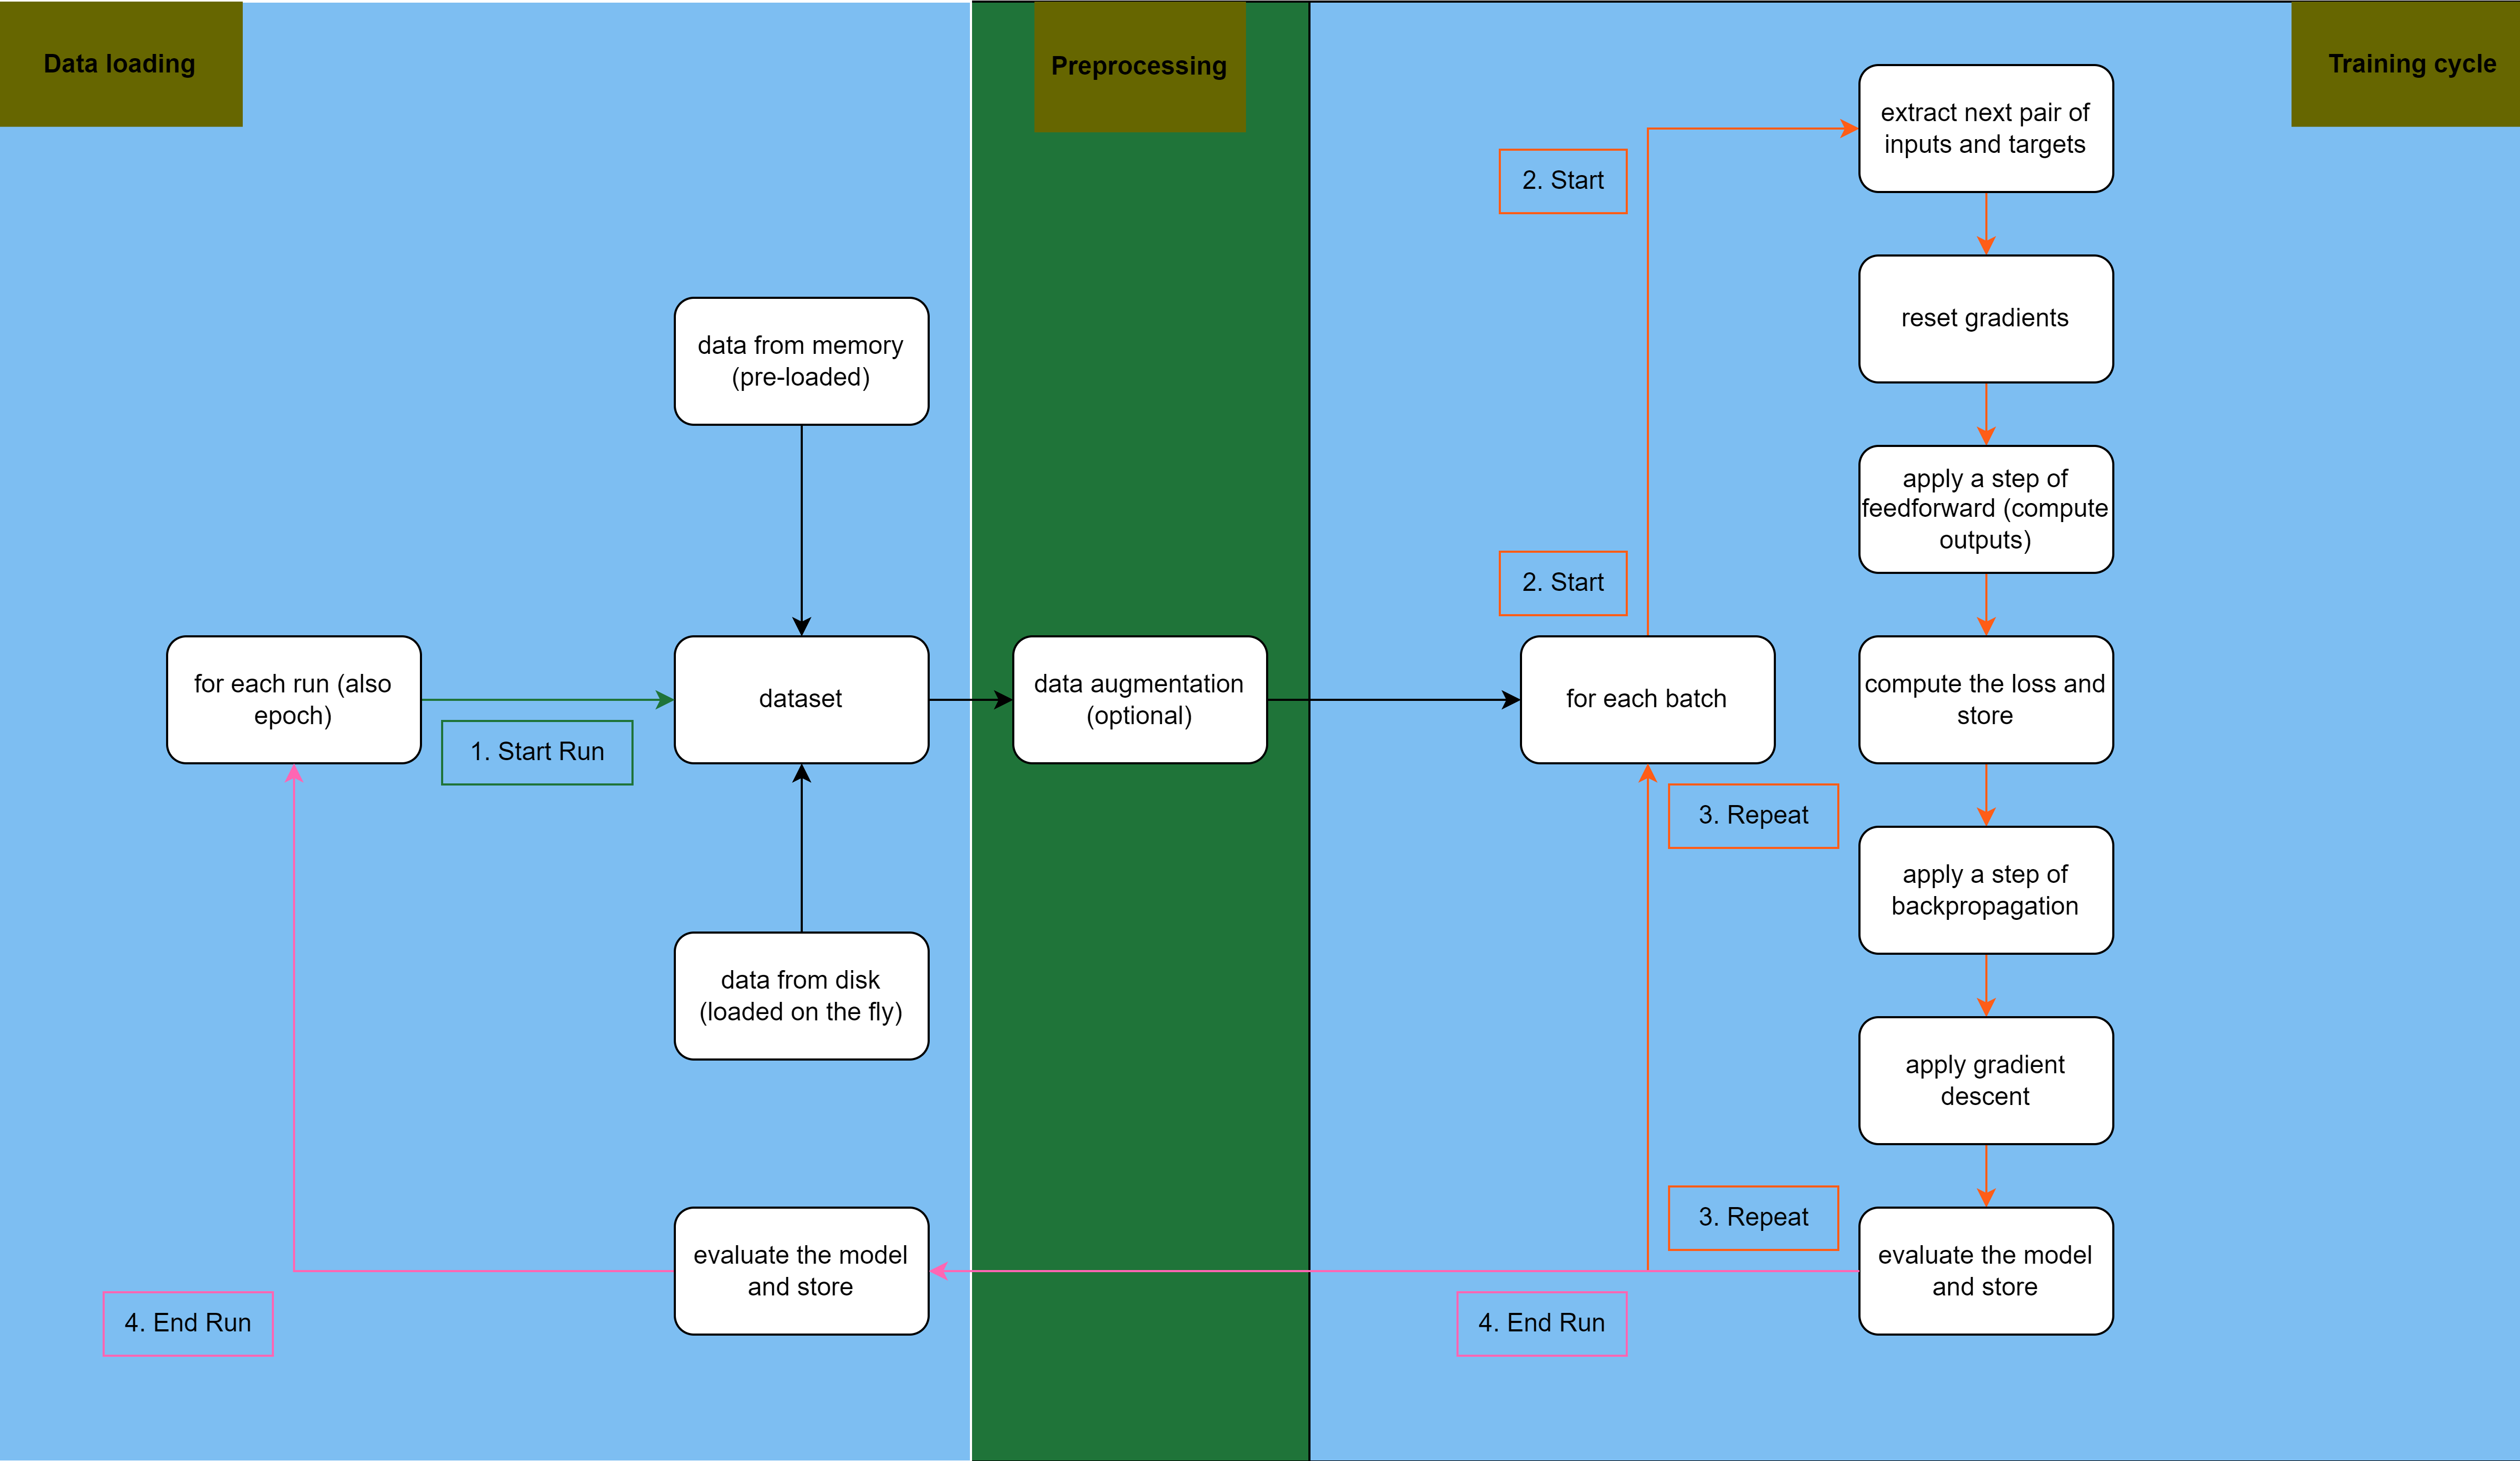 Data loading
Preprocessing
Training cycle
extract next pair of
inputs and targets
2. Start
reset gradients
data from memory
(pre-loaded)
apply a step of
feedforward (compute
outputs)
2. Start
for each run (also
epoch)
1. Start Run
dataset
data augmentation
(optional)
for each batch
compute the loss and
store
3. Repeat
apply a step of
backpropagation
data from disk
(loaded on the fly)
apply gradient
descent
3. Repeat
evaluate the model
and store
evaluate the model
and store
4. End Run
4. End Run